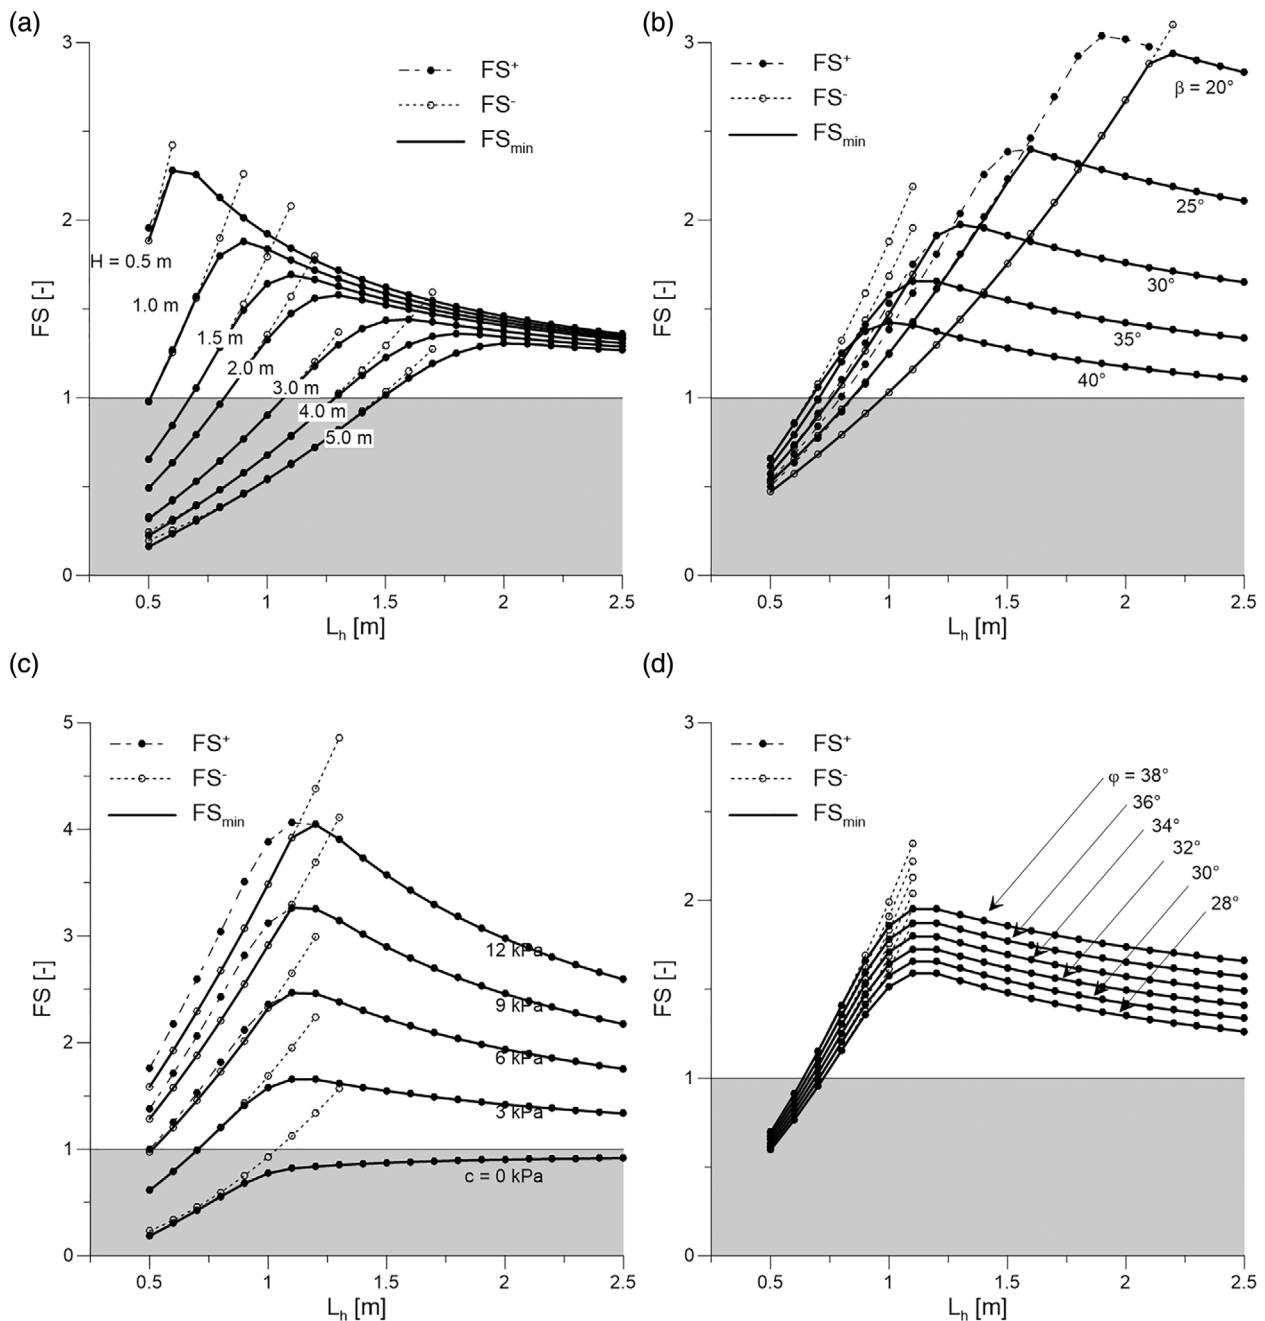 (a)
3
2
1
0
FS [-]
FS⁺
FS⁻
FSmin
H = 0.5 m
1.0 m
1.5 m
2.0 m
3.0 m
4.0 m
5.0 m
0.5 1 1.5 2 2.5
Lh [m]
(b)
3
2
1
0
FS [-]
FS⁺
FS⁻
FSmin
β = 20°
25°
30°
35°
40°
0.5 1 1.5 2 2.5
Lh [m]
(c)
5
4
3
2
1
0
FS [-]
FS⁺
FS⁻
FSmin
12 kPa
9 kPa
6 kPa
3 kPa
c = 0 kPa
0.5 1 1.5 2 2.5
Lh [m]
(d)
3
2
1
0
FS [-]
FS⁺
FS⁻
FSmin
φ = 38°
36°
34°
32°
30°
28°
0.5 1 1.5 2 2.5
Lh [m]